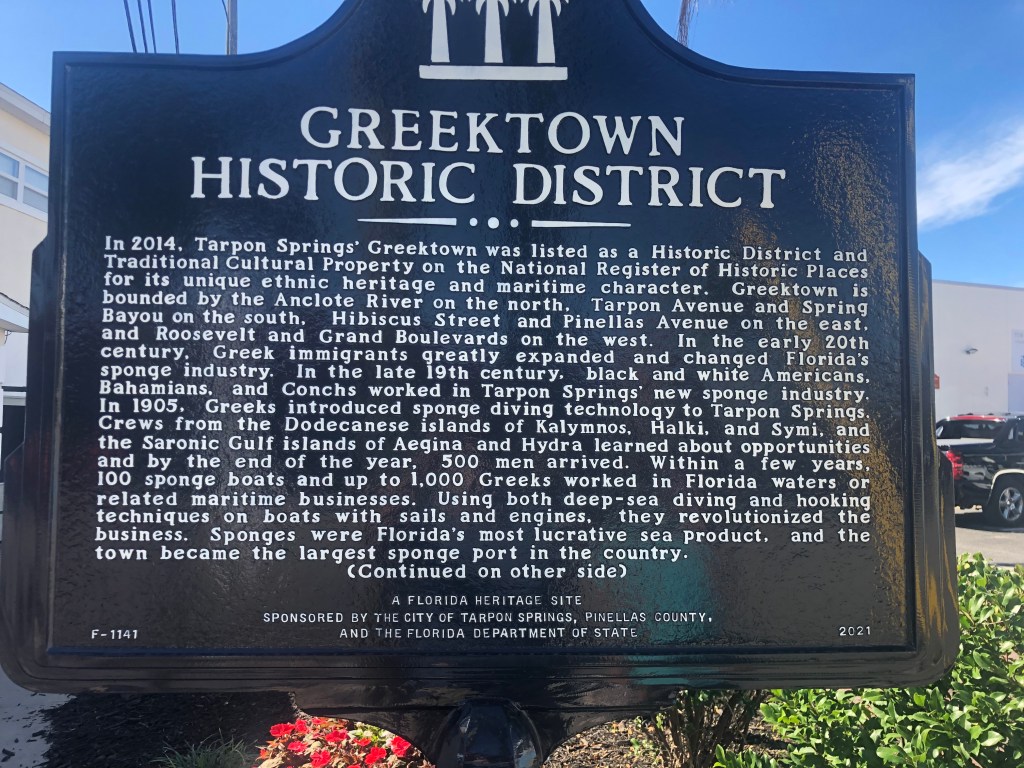 GREEKTOWN
HISTORIC DISTRICT
In 2014, Tarpon Springs' Greektown was listed as a Historic District and
Traditional Cultural Property on the National Register of Historic Places
for its unique ethnic heritage and maritime character. Greektown is
bounded by the Anclote River on the north, Tarpon Avenue and Spring
Bayou on the south, Hibiscus Street and Pinellas Avenue on the east,
and Roosevelt and Grand Boulevards on the west. In the early 20th
century, Greek immigrants greatly expanded and changed Florida's
sponge industry. In the late 19th century, black and white Americans,
Bahamians, and Conchs worked in Tarpon Springs' new sponge industry.
In 1905, Greeks introduced sponge diving technology to Tarpon Springs.
Crews from the Dodecanese islands of Kalymnos, Halki, and Symi, and
the Saronic Gulf islands of Aegina and Hydra learned about opportunities
and by the end of the year, 500 men arrived. Within a few years,
100 sponge boats and up to 1,000 Greeks worked in Florida waters or
related maritime businesses. Using both deep-sea diving and hooking
techniques on boats with sails and engines, they revolutionized the
business. Sponges were Florida's most lucrative sea product, and the
town became the largest sponge port in the country.
(Continued on other side)
A FLORIDA HERITAGE SITE
SPONSORED BY THE CITY OF TARPON SPRINGS, PINELLAS COUNTY,
AND THE FLORIDA DEPARTMENT OF STATE
F-1141
2021